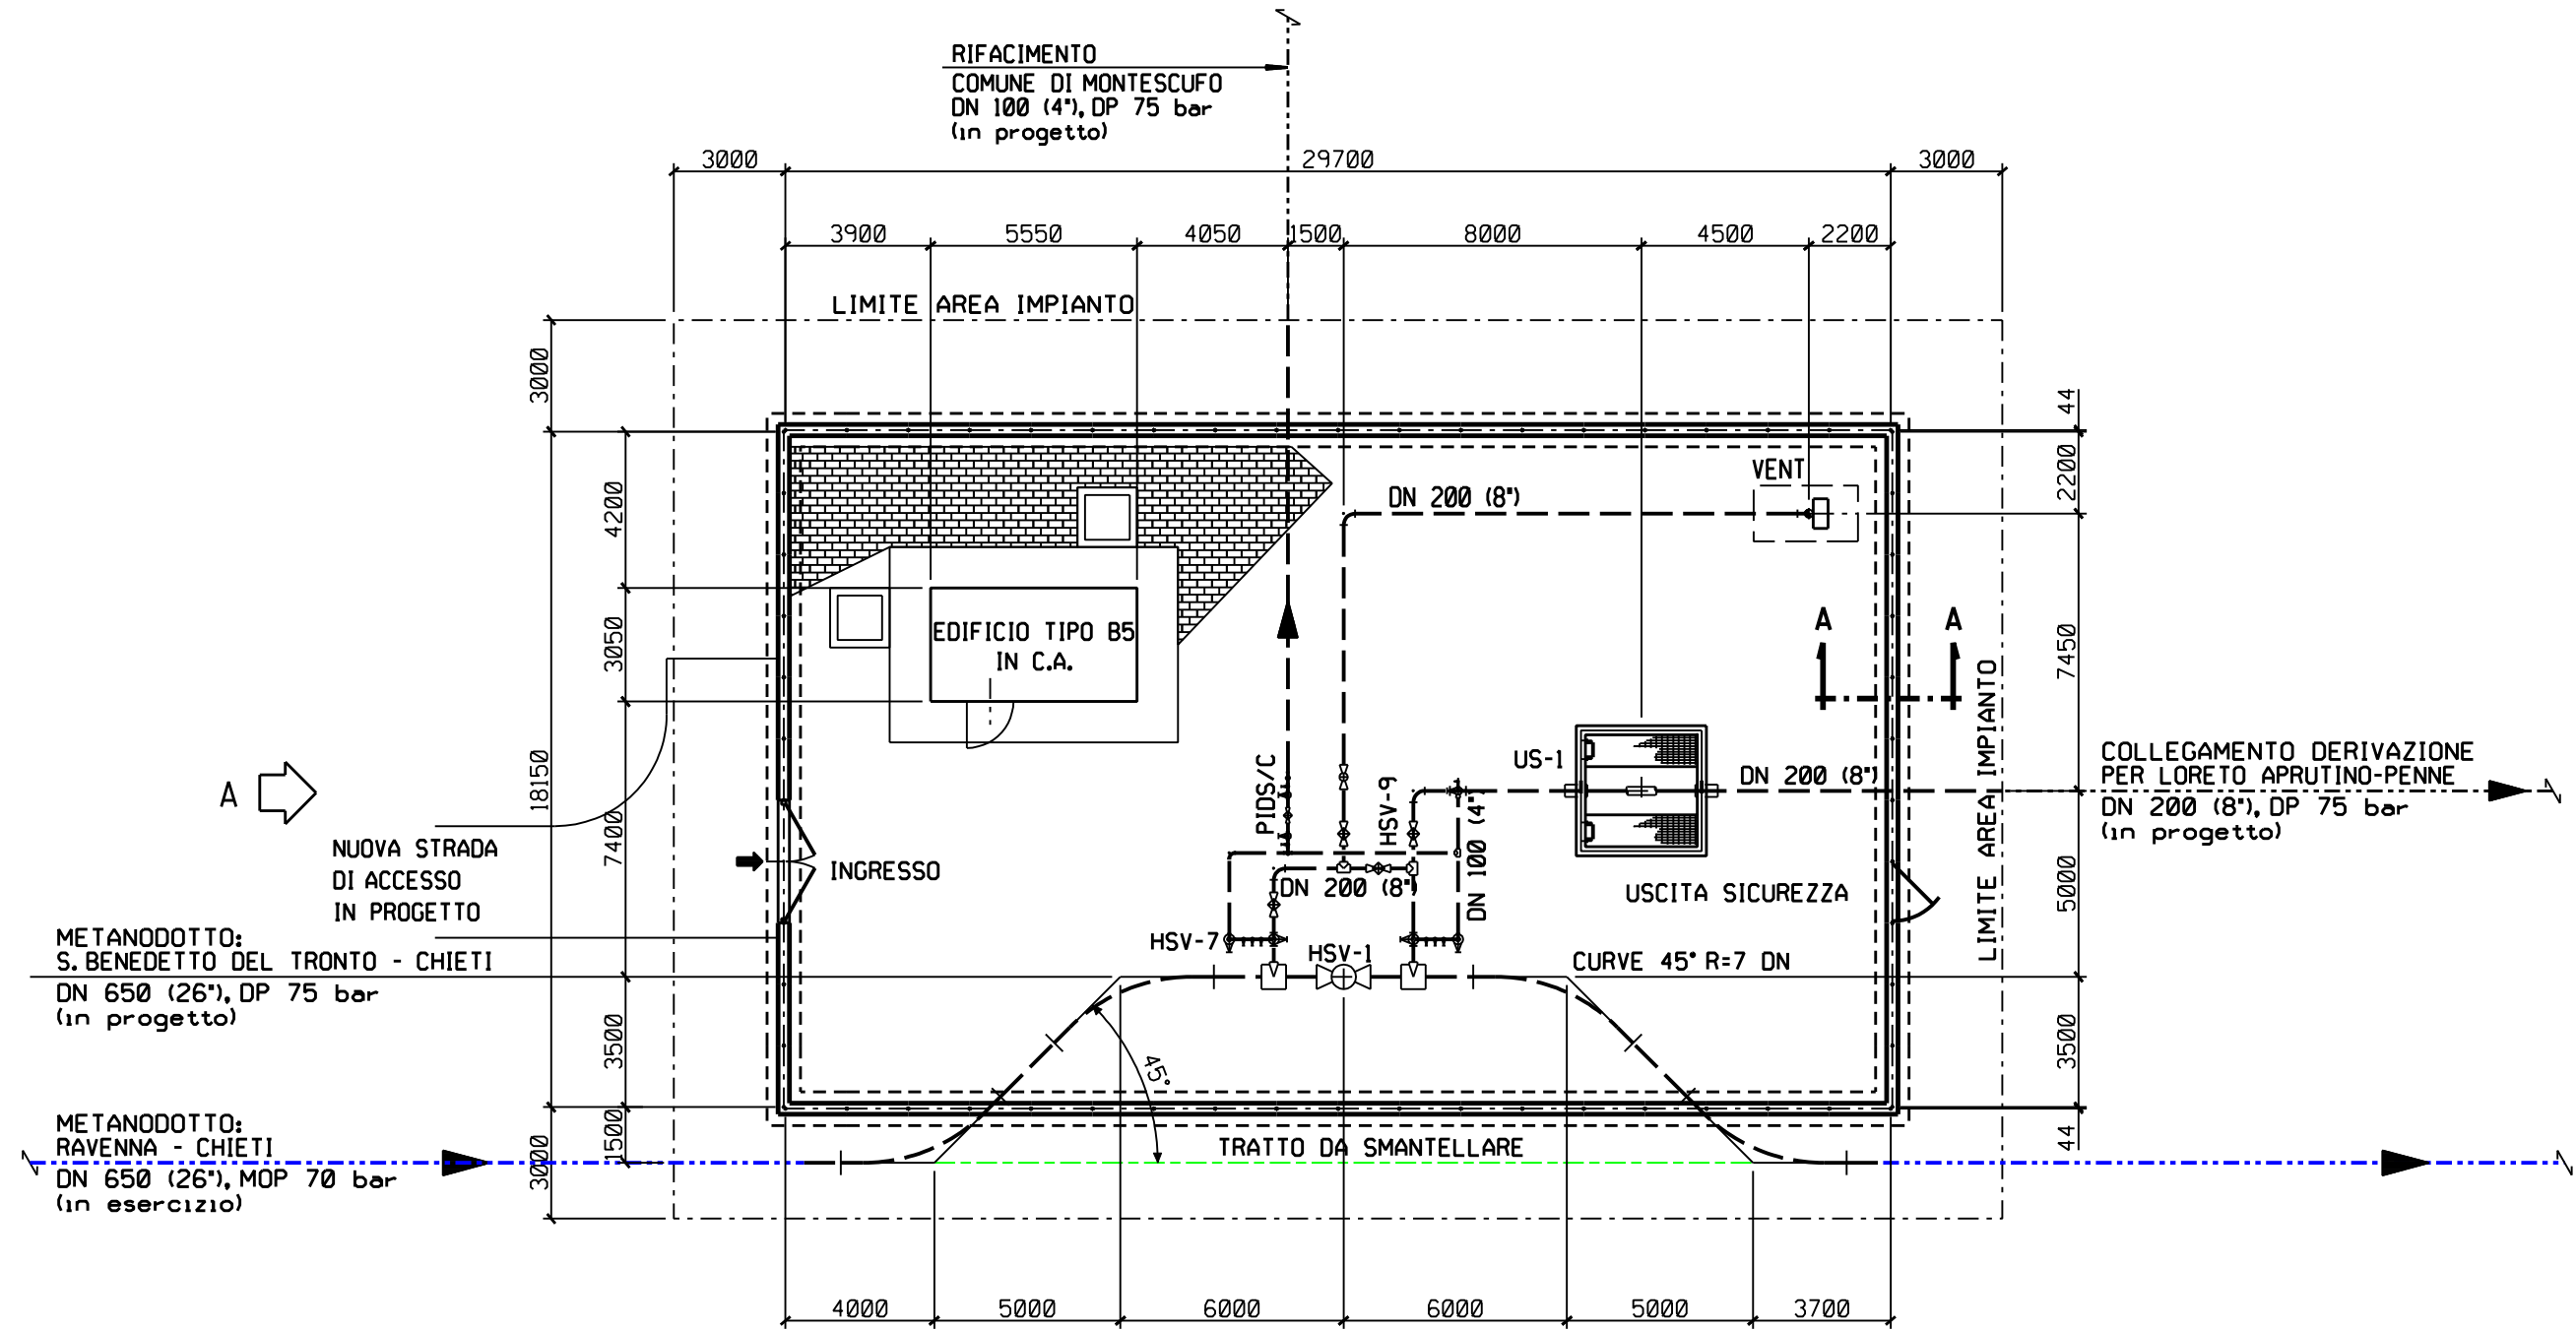 RIFACIMENTO
COMUNE DI MONTESCUFO
DN 100 (4"), DP 75 bar
(in progetto)
3000
29700
3000
3900
5550
4050
1500
8000
4500
2200
LIMITE AREA IMPIANTO
3000
18150
3000
4200
3050
7400
3500
1500
44
2200
7450
5000
3500
44
VENT
DN 200 (8")
EDIFICIO TIPO B5
IN C.A.
A
A
LIMITE AREA IMPIANTO
US-1
DN 200 (8")
COLLEGAMENTO DERIVAZIONE
PER LORETO APRUTINO-PENNE
DN 200 (8"), DP 75 bar
(in progetto)
A
PIDS/C
HSV-9
DN 100 (4")
NUOVA STRADA
DI ACCESSO
IN PROGETTO
INGRESSO
DN 200 (8")
USCITA SICUREZZA
HSV-7
HSV-1
CURVE 45° R=7 DN
METANODOTTO:
S. BENEDETTO DEL TRONTO - CHIETI
DN 650 (26"), DP 75 bar
(in progetto)
45°
METANODOTTO:
RAVENNA - CHIETI
DN 650 (26"), MOP 70 bar
(in esercizio)
TRATTO DA SMANTELLARE
4000
5000
6000
6000
5000
3700